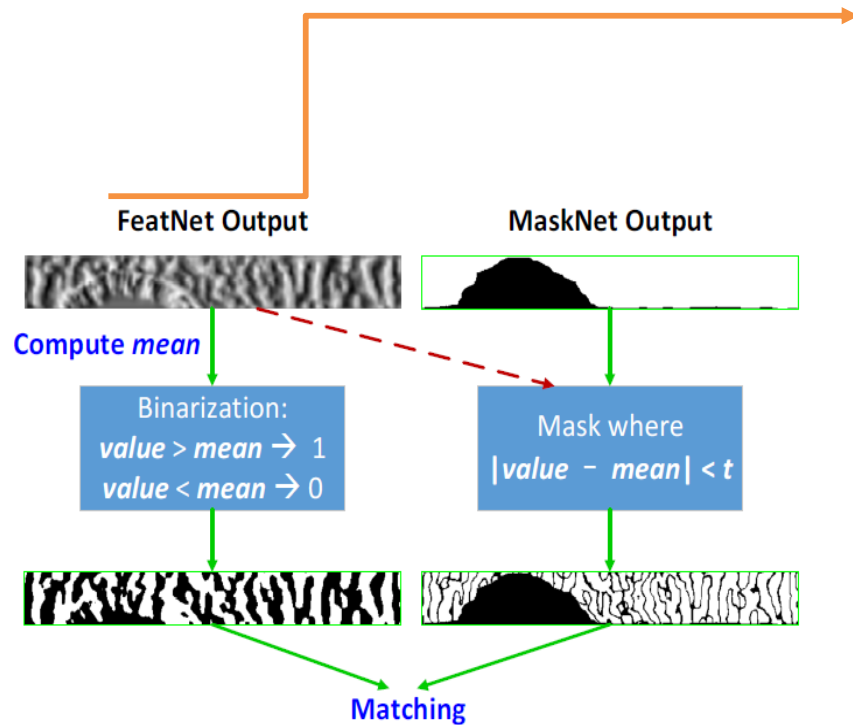 FeatNet Output
MaskNet Output
Compute mean
Binarization:
value > mean → 1
value < mean → 0
Mask where
|value − mean| < t
Matching